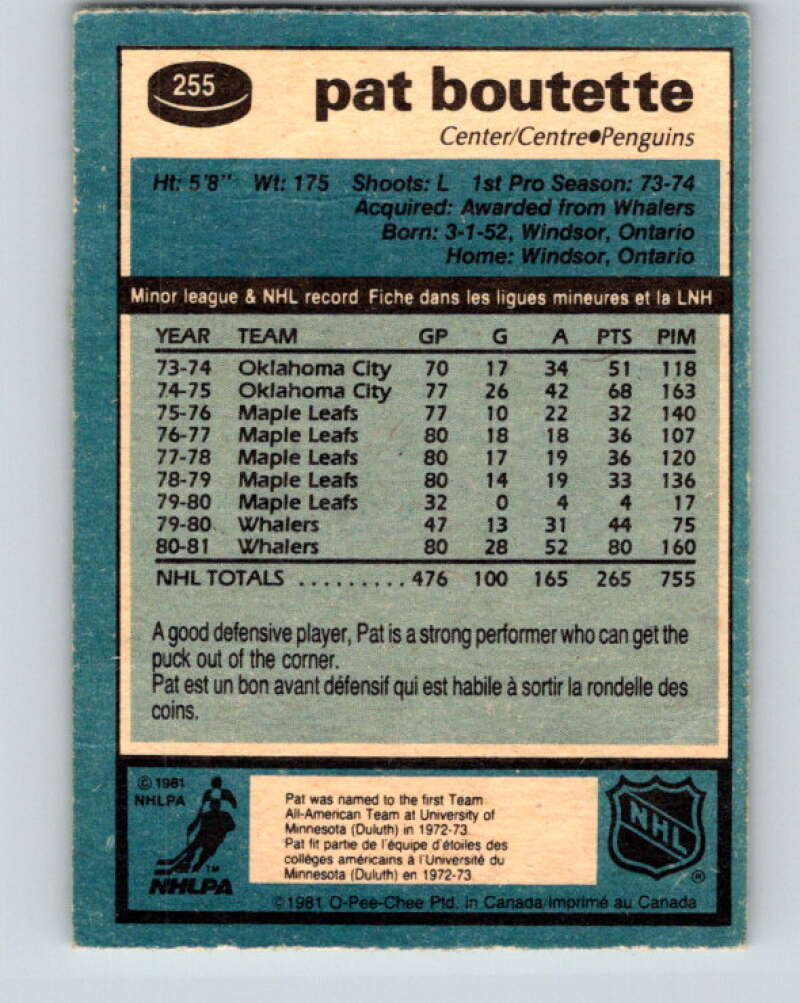 255
pat boutette
Center/Centre●Penguins
Ht: 5'8" Wt: 175 Shoots: L 1st Pro Season: 73-74
Acquired: Awarded from Whalers
Born: 3-1-52, Windsor, Ontario
Home: Windsor, Ontario
Minor league & NHL record Fiche dans les ligues mineures et la LNH
YEAR TEAM GP G A PTS PIM
73-74 Oklahoma City 70 17 34 51 118
74-75 Oklahoma City 77 26 42 68 163
75-76 Maple Leafs 77 10 22 32 140
76-77 Maple Leafs 80 18 18 36 107
77-78 Maple Leafs 80 17 19 36 120
78-79 Maple Leafs 80 14 19 33 136
79-80 Maple Leafs 32 0 4 4 17
79-80 Whalers 47 13 31 44 75
80-81 Whalers 80 28 52 80 160
NHL TOTALS ......... 476 100 165 265 755
A good defensive player, Pat is a strong performer who can get the
puck out of the corner.
Pat est un bon avant défensif qui est habile à sortir la rondelle des
coins.
© 1981
NHLPA
TM
NHLPA
Pat was named to the first Team
All-American Team at University of
Minnesota (Duluth) in 1972-73.
Pat fit partie de l'équipe d'étoiles des
collèges américains à l'Université du
Minnesota (Duluth) en 1972-73.
NHL
®
©1981 O-Pee-Chee Ptd. in Canada/Imprimé au Canada